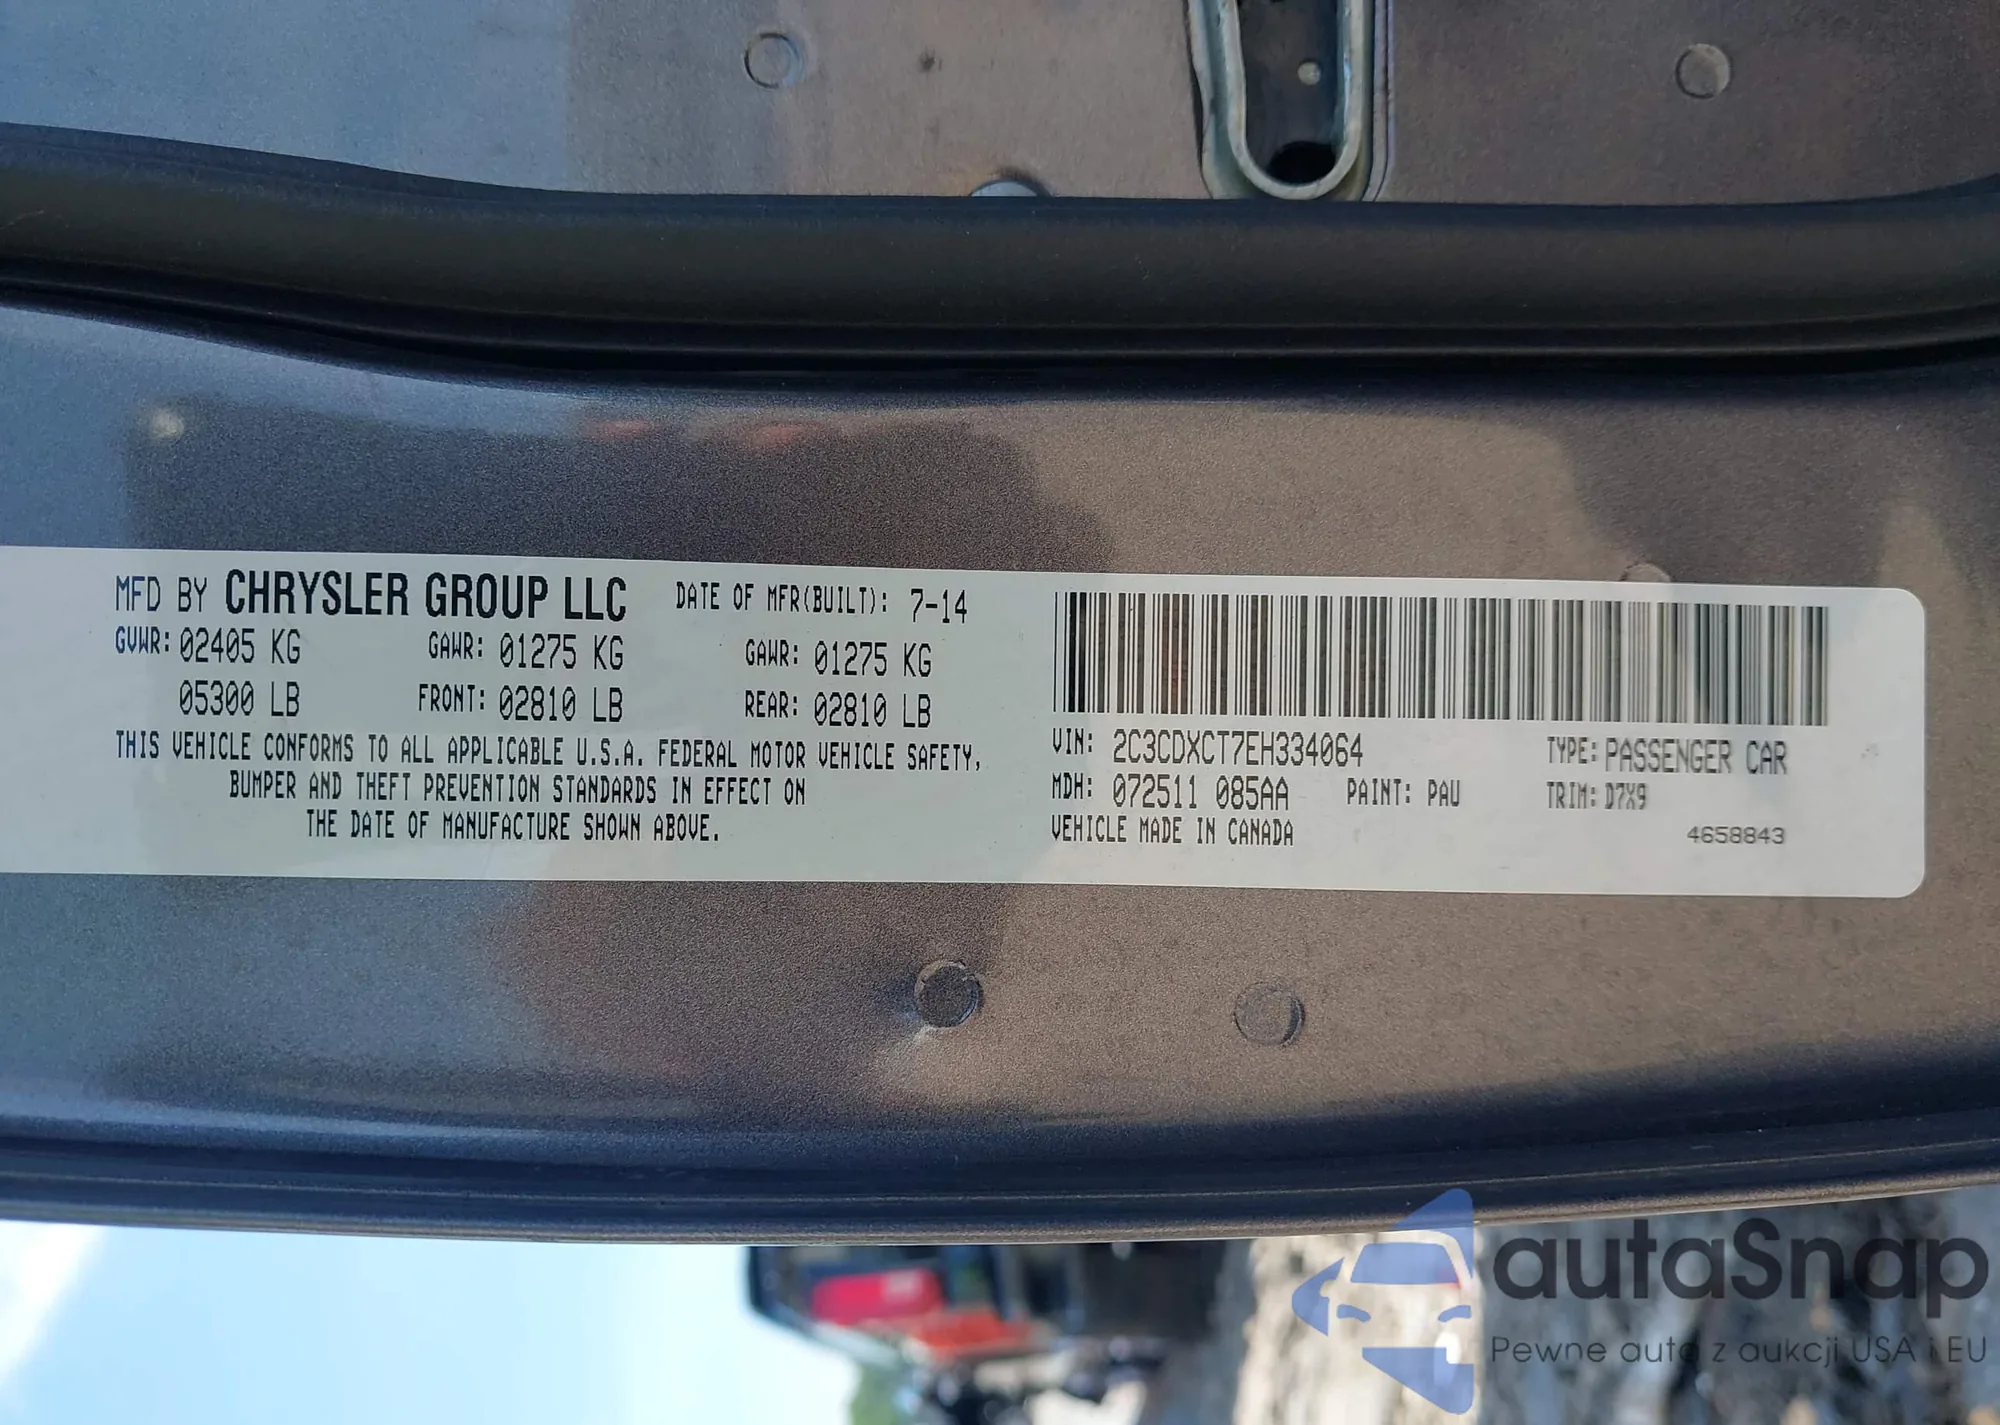 MFD BY CHRYSLER GROUP LLC DATE OF MFR(BUILT): 7-14
GVWR: 02405 KG GAWR: 01275 KG GAWR: 01275 KG
05300 LB FRONT: 02810 LB REAR: 02810 LB
THIS VEHICLE CONFORMS TO ALL APPLICABLE U.S.A. FEDERAL MOTOR VEHICLE SAFETY,
BUMPER AND THEFT PREVENTION STANDARDS IN EFFECT ON
THE DATE OF MANUFACTURE SHOWN ABOVE.
VIN: 2C3CDXCT7EH334064 TYPE: PASSENGER CAR
MDH: 072511 085AA PAINT: PAU TRIM: D7X9
VEHICLE MADE IN CANADA 4658843
autaSnap
Pewne auta z aukcji USA i EU